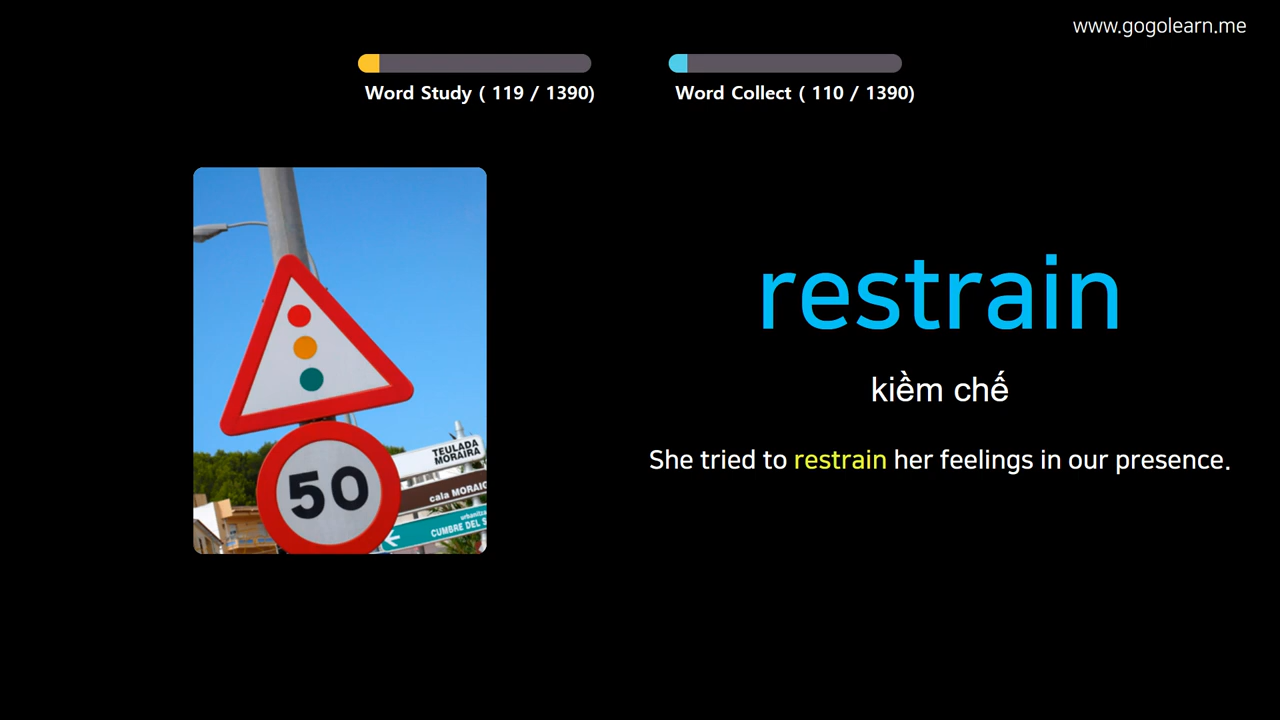 www.gogolearn.me
Word Study ( 119 / 1390)
Word Collect ( 110 / 1390)
restrain
kiềm chế
She tried to restrain her feelings in our presence.
TEULADA
MORAIRA
cala MORAIG
urbanitza
CUMBRE DEL S
50